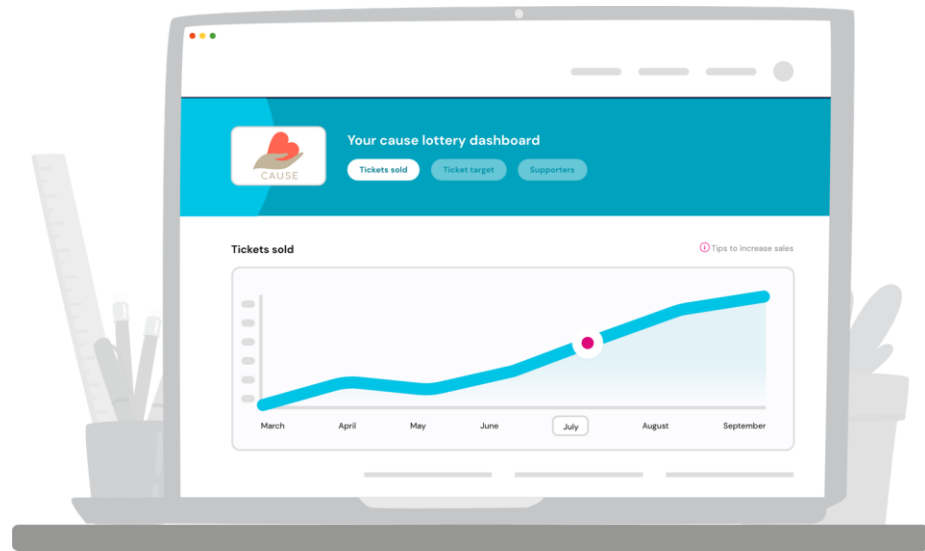 CAUSE
Your cause lottery dashboard
Tickets sold Ticket target Supporters
Tickets sold
Tips to increase sales
March April May June July August September